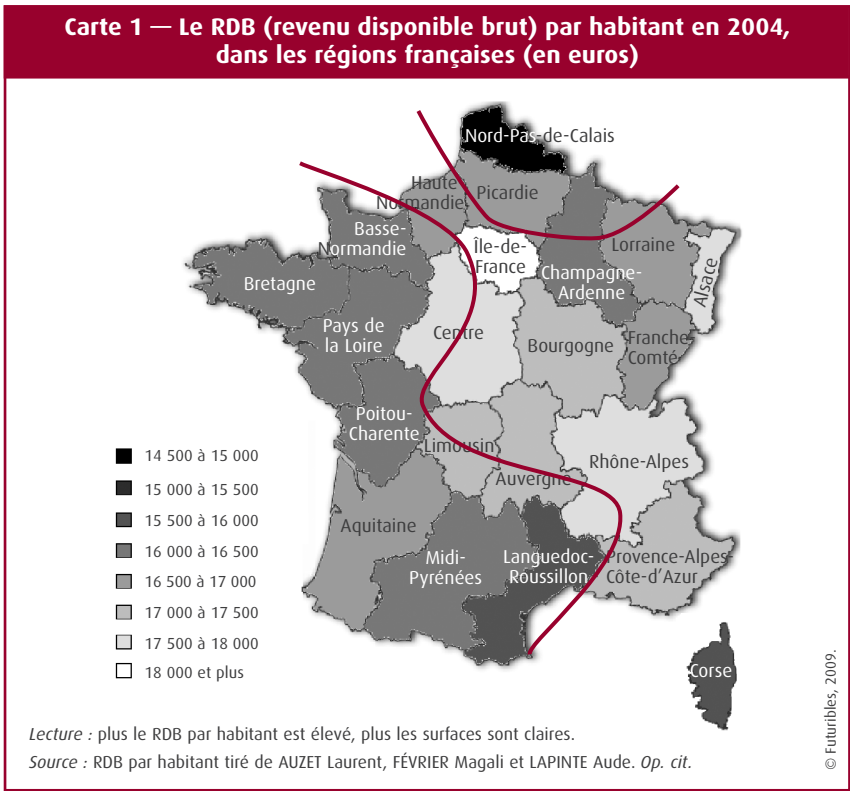 Carte 1 — Le RDB (revenu disponible brut) par habitant en 2004,
dans les régions françaises (en euros)
Nord-Pas-de-Calais
Haute
Normandie
Picardie
Basse-
Normandie
Île-de-
France
Lorraine
Champagne-
Ardenne
Alsace
Bretagne
Pays de
la Loire
Centre
Bourgogne
Franche
Comté
Poitou-
Charente
Limousin
Auvergne
Rhône-Alpes
Aquitaine
Midi-
Pyrénées
Languedoc-
Roussillon
Provence-Alpes-
Côte-d'Azur
Corse
14 500 à 15 000
15 000 à 15 500
15 500 à 16 000
16 000 à 16 500
16 500 à 17 000
17 000 à 17 500
17 500 à 18 000
18 000 et plus
Lecture : plus le RDB par habitant est élevé, plus les surfaces sont claires.
Source : RDB par habitant tiré de AUZET Laurent, FÉVRIER Magali et LAPINTE Aude. Op. cit.
© Futuribles, 2009.